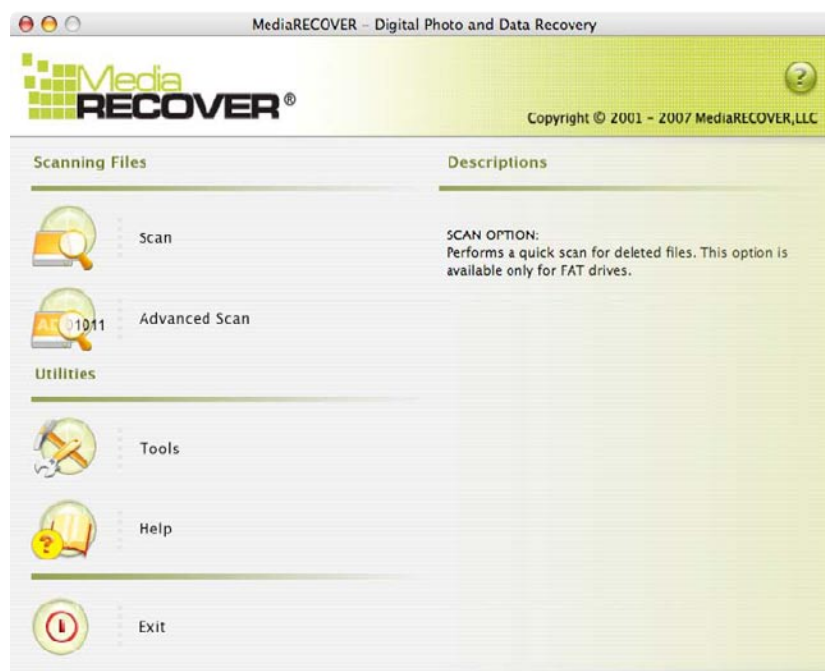 MediaRECOVER – Digital Photo and Data Recovery
Media
RECOVER®
?
Copyright © 2001 – 2007 MediaRECOVER,LLC
Scanning Files
Descriptions
Scan
SCAN OPTION:
Performs a quick scan for deleted files. This option is
available only for FAT drives.
01011
Advanced Scan
Utilities
Tools
?
Help
Exit